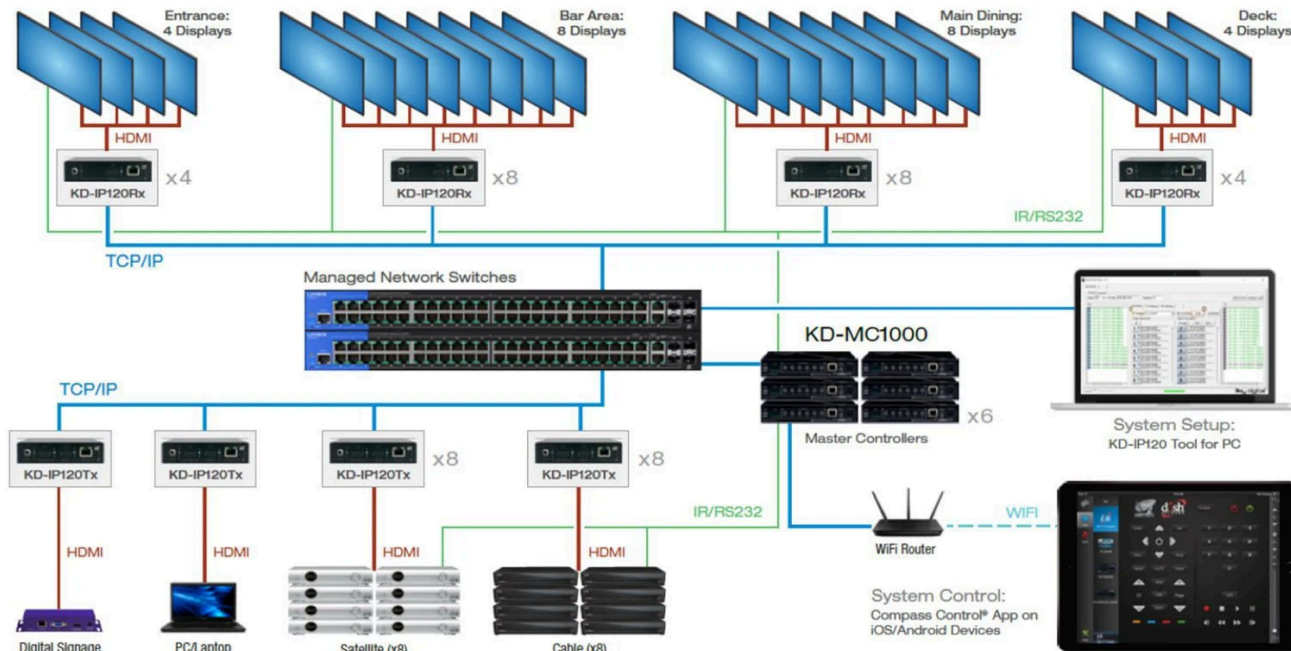 Entrance:
4 Displays
Bar Area:
8 Displays
Main Dining:
8 Displays
Deck:
4 Displays
HDMI
HDMI
HDMI
HDMI
KD-IP120Rx
x4
KD-IP120Rx
x8
KD-IP120Rx
x8
KD-IP120Rx
x4
IR/RS232
TCP/IP
Managed Network Switches
KD-MC1000
x6
Master Controllers
System Setup:
KD-IP120 Tool for PC
TCP/IP
KD-IP120Tx
KD-IP120Tx
KD-IP120Tx
x8
KD-IP120Tx
x8
IR/RS232
WIFI
WiFi Router
dish
HDMI
HDMI
HDMI
HDMI
System Control:
Compass Control® App on
iOS/Android Devices
Digital Signage
PC/Laptop
Satellite (x8)
Cable (x8)